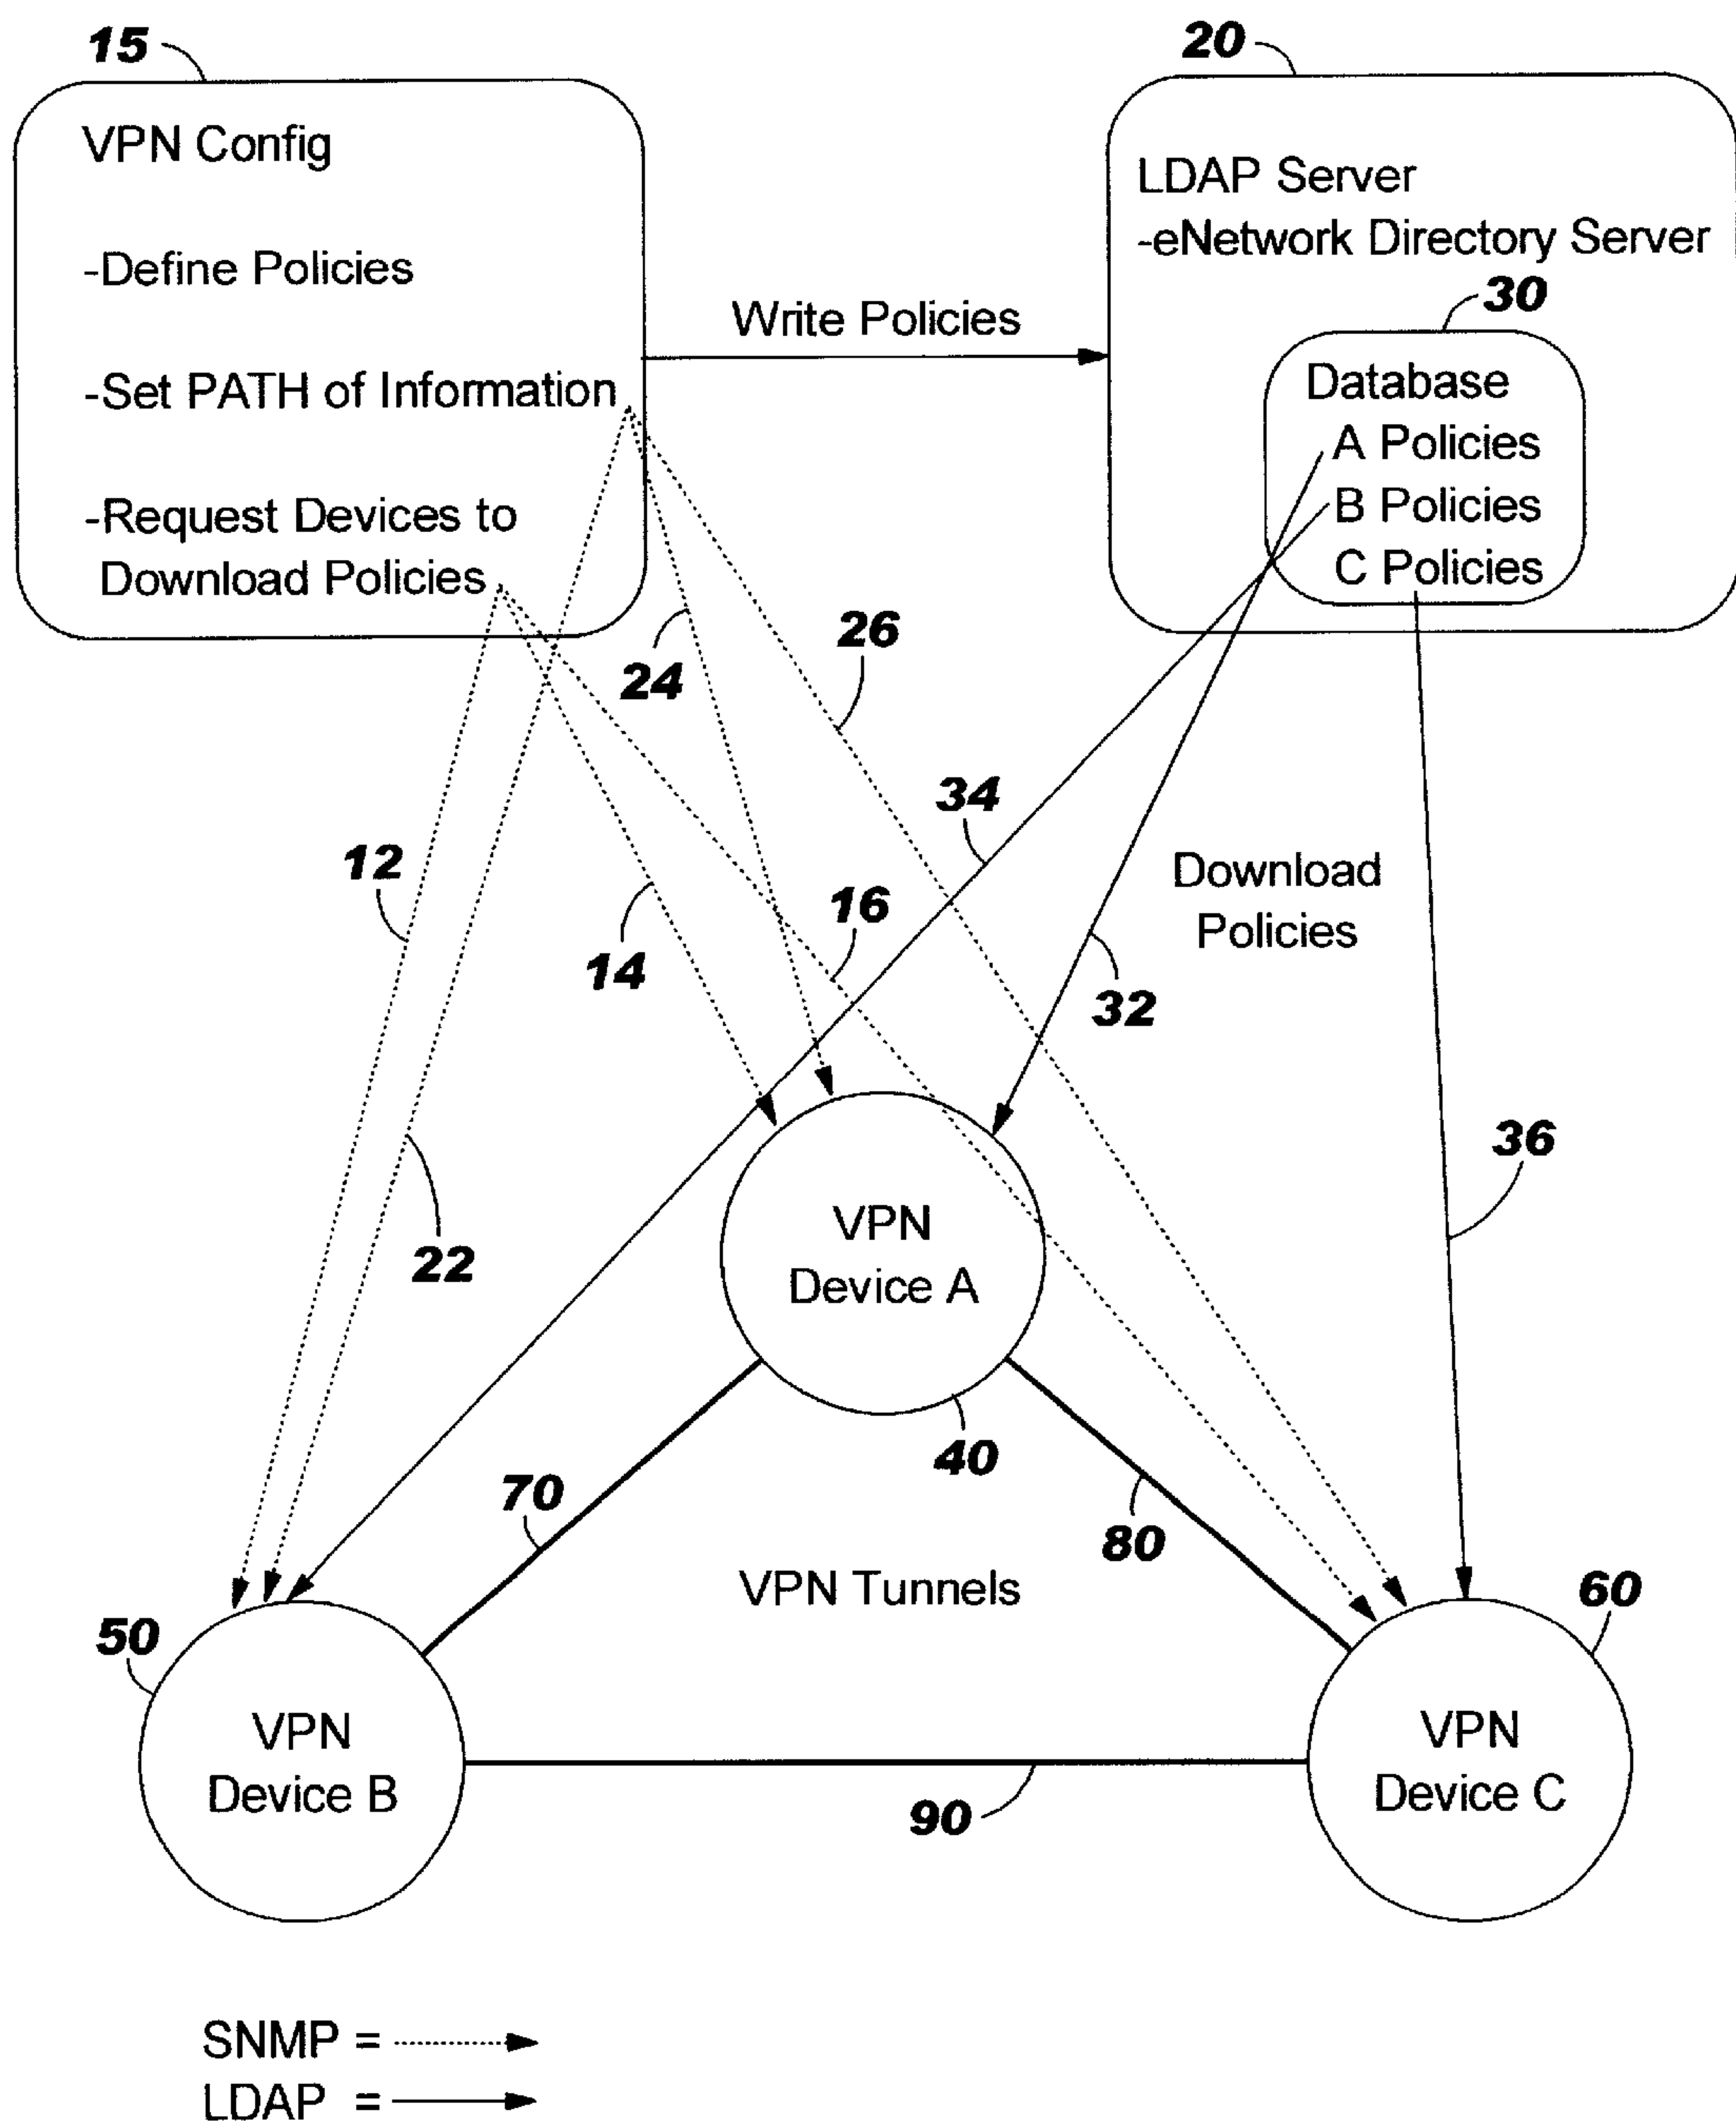 15
20
VPN Config
-Define Policies
-Set PATH of Information
-Request Devices to
Download Policies
Write Policies
LDAP Server
-eNetwork Directory Server
30
Database
A Policies
B Policies
C Policies
24
26
34
12
14
16
Download
Policies
32
22
36
VPN
Device A
40
70
80
VPN Tunnels
50
60
VPN
Device B
VPN
Device C
90
SNMP =
LDAP =